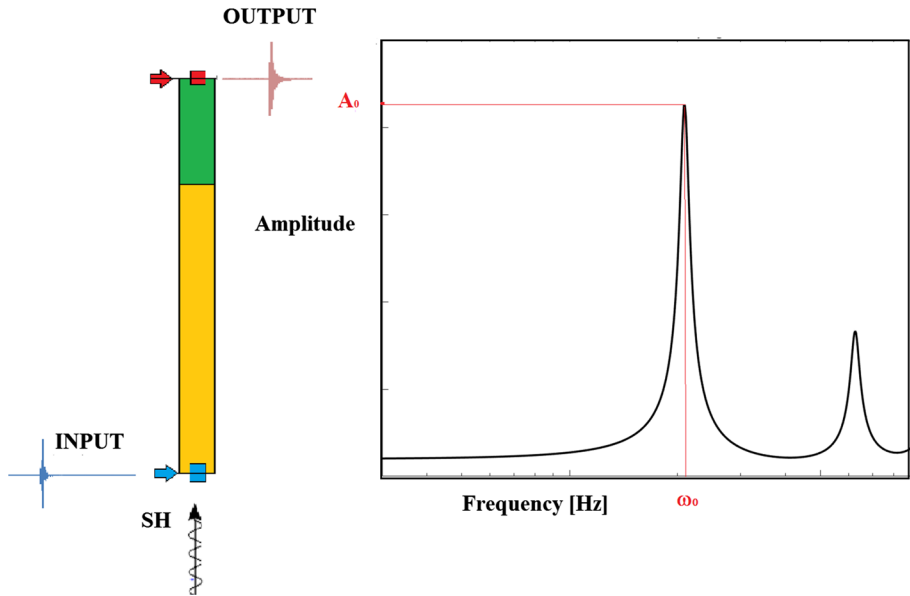 OUTPUT
A₀
Amplitude
INPUT
SH
Frequency [Hz]
ω₀